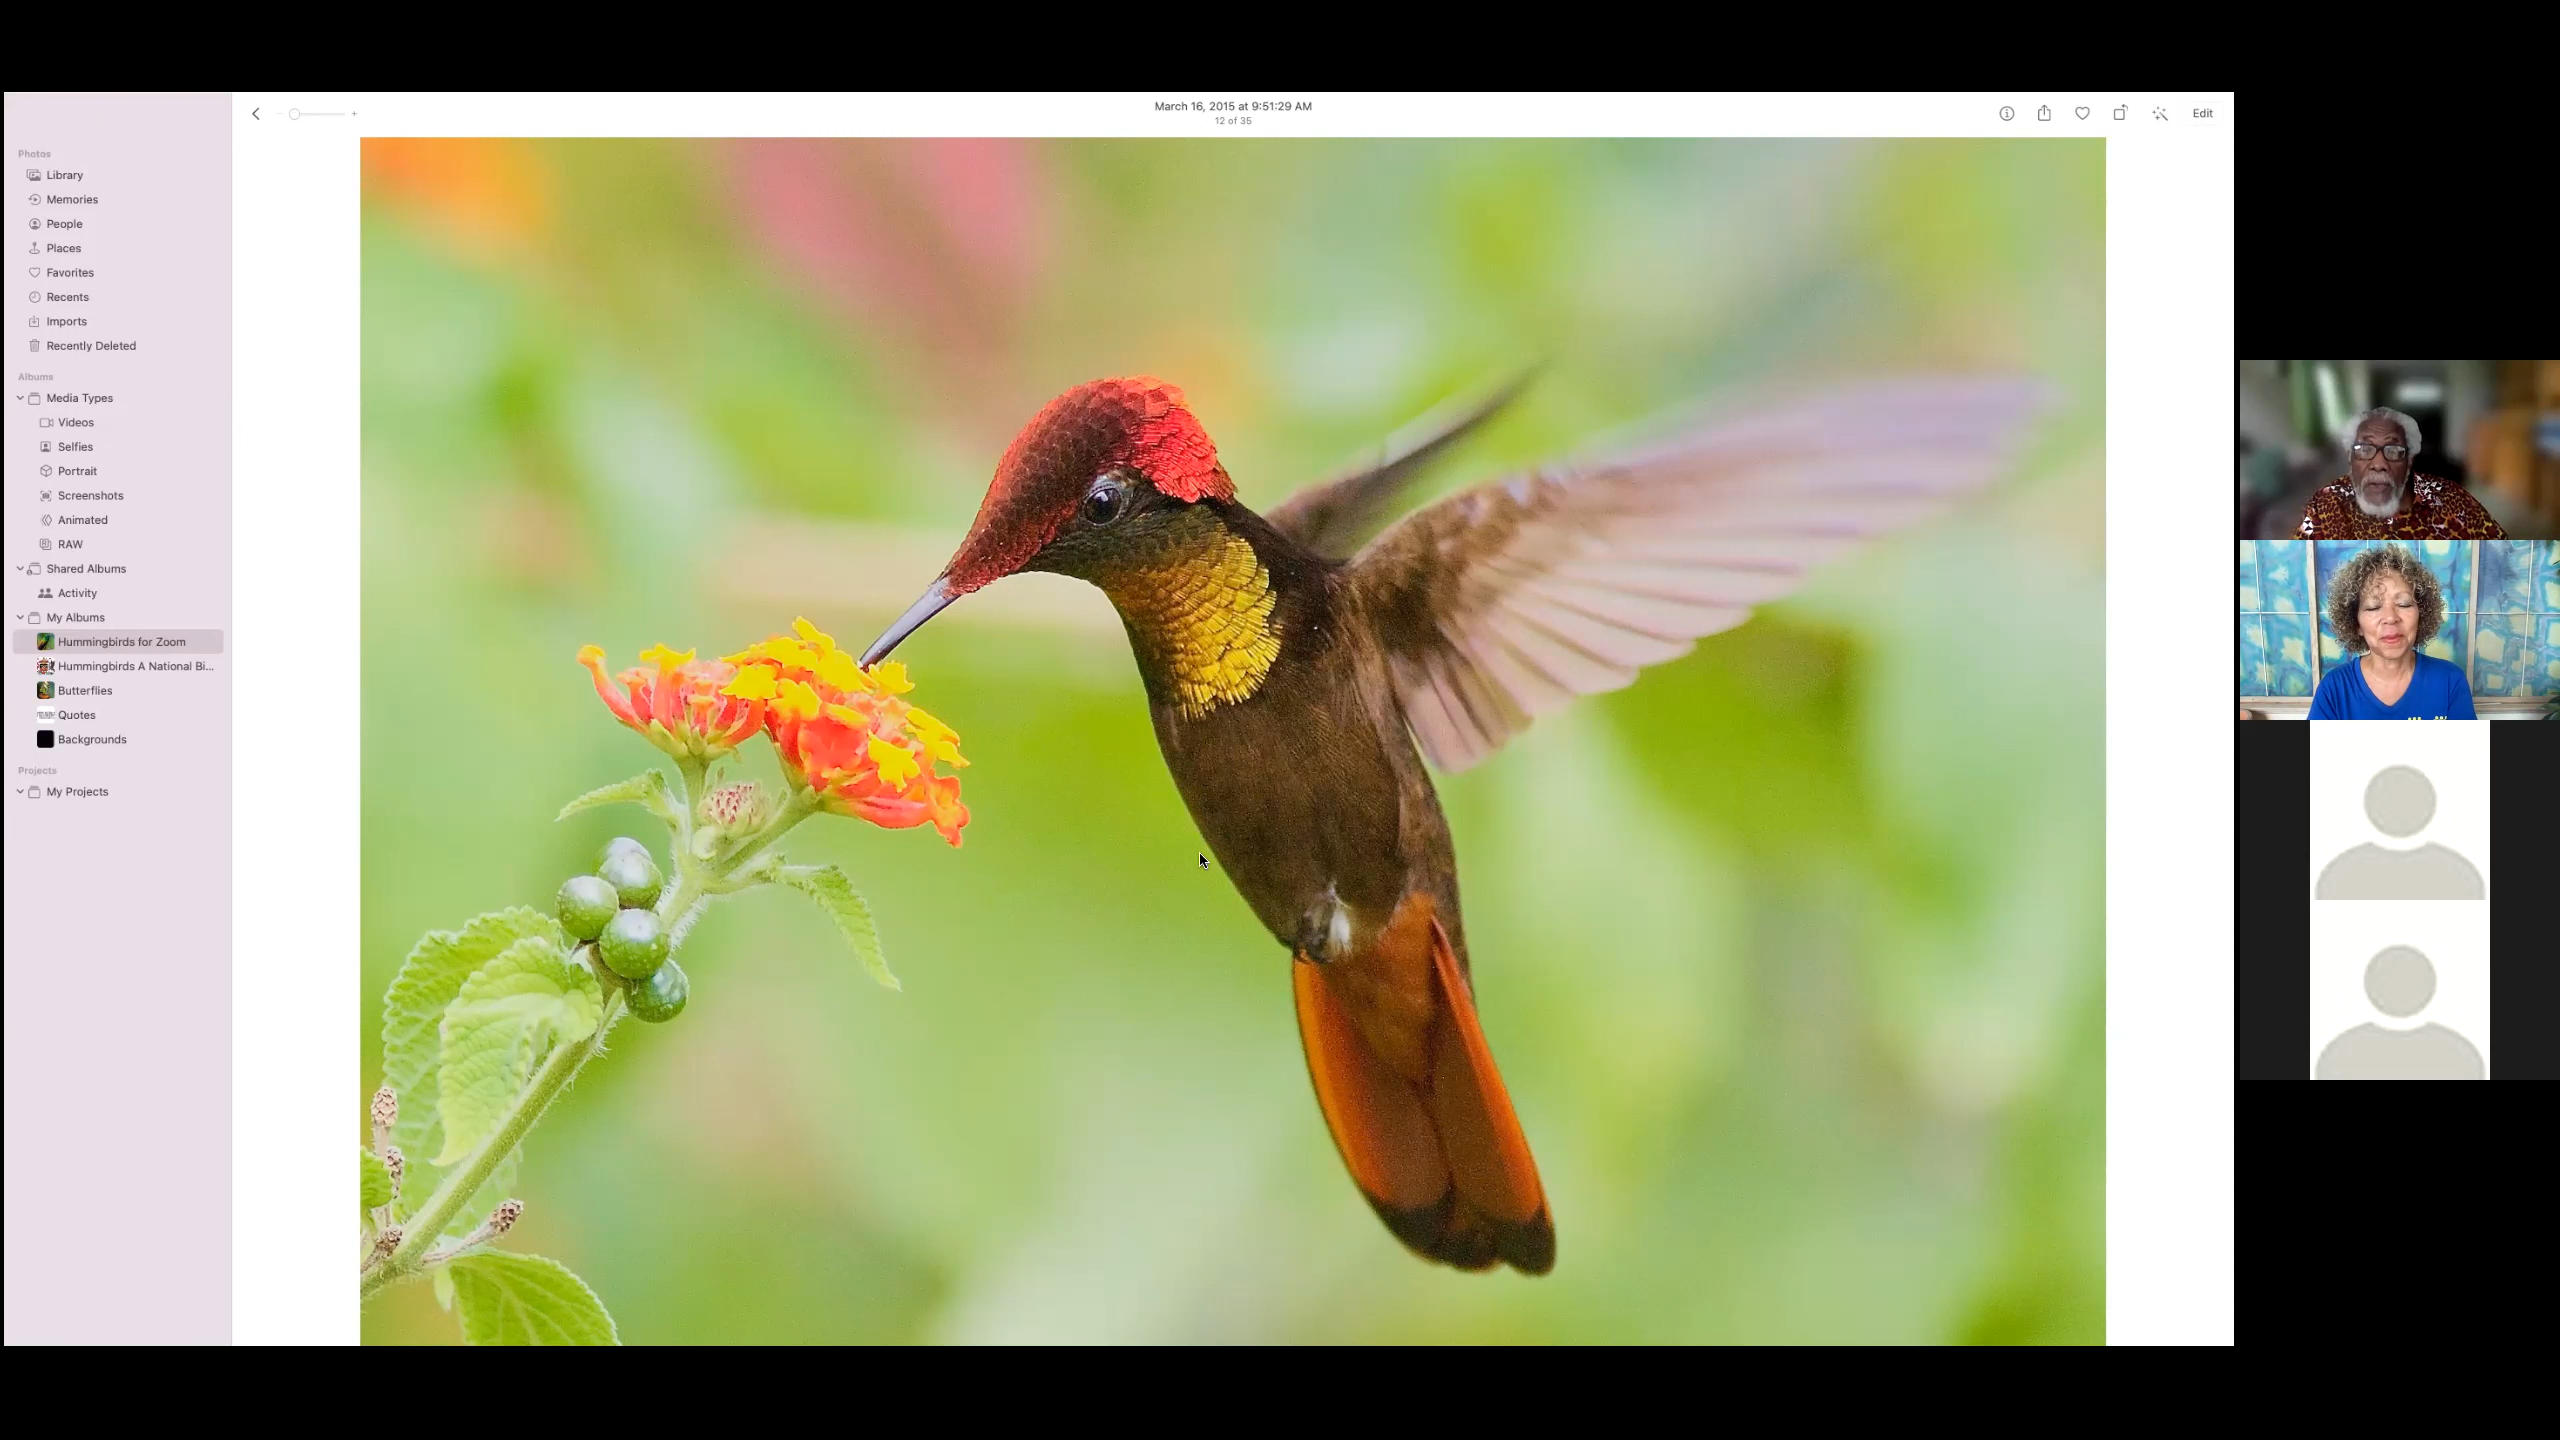 March 16, 2015 at 9:51:29 AM
12 of 35
Edit
Photos
Library
Memories
People
Places
Favorites
Recents
Imports
Recently Deleted
Albums
Media Types
Videos
Selfies
Portrait
Screenshots
Animated
RAW
Shared Albums
Activity
My Albums
Hummingbirds for Zoom
Hummingbirds A National Bi...
Butterflies
Quotes
Backgrounds
Projects
My Projects